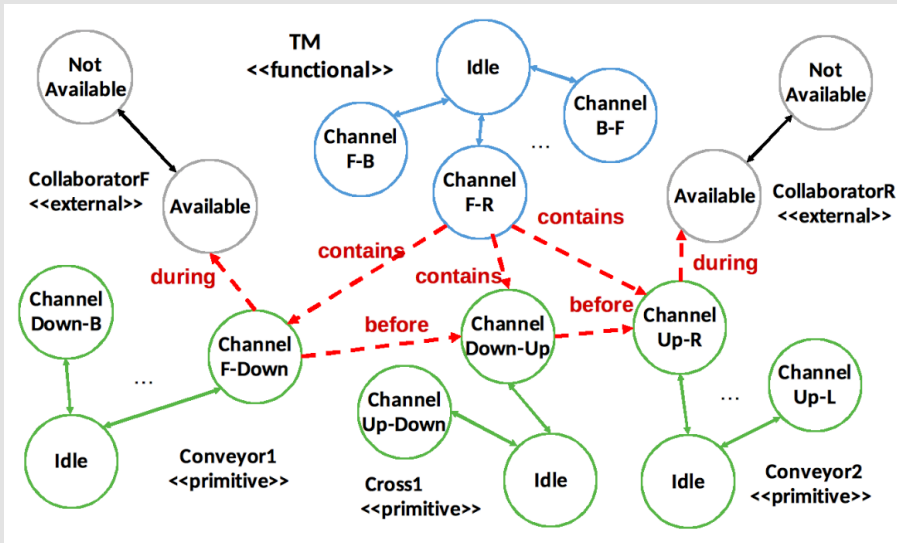 TM
<<functional>>
Idle
Channel
F-B
Channel
B-F
...
Channel
F-R
Not
Available
Available
CollaboratorF
<<external>>
Not
Available
Available
CollaboratorR
<<external>>
contains
contains
contains
during
during
before
before
Channel
Down-B
...
Channel
F-Down
Idle
Conveyor1
<<primitive>>
Channel
Down-Up
Channel
Up-Down
Idle
Cross1
<<primitive>>
Channel
Up-R
...
Channel
Up-L
Idle
Conveyor2
<<primitive>>